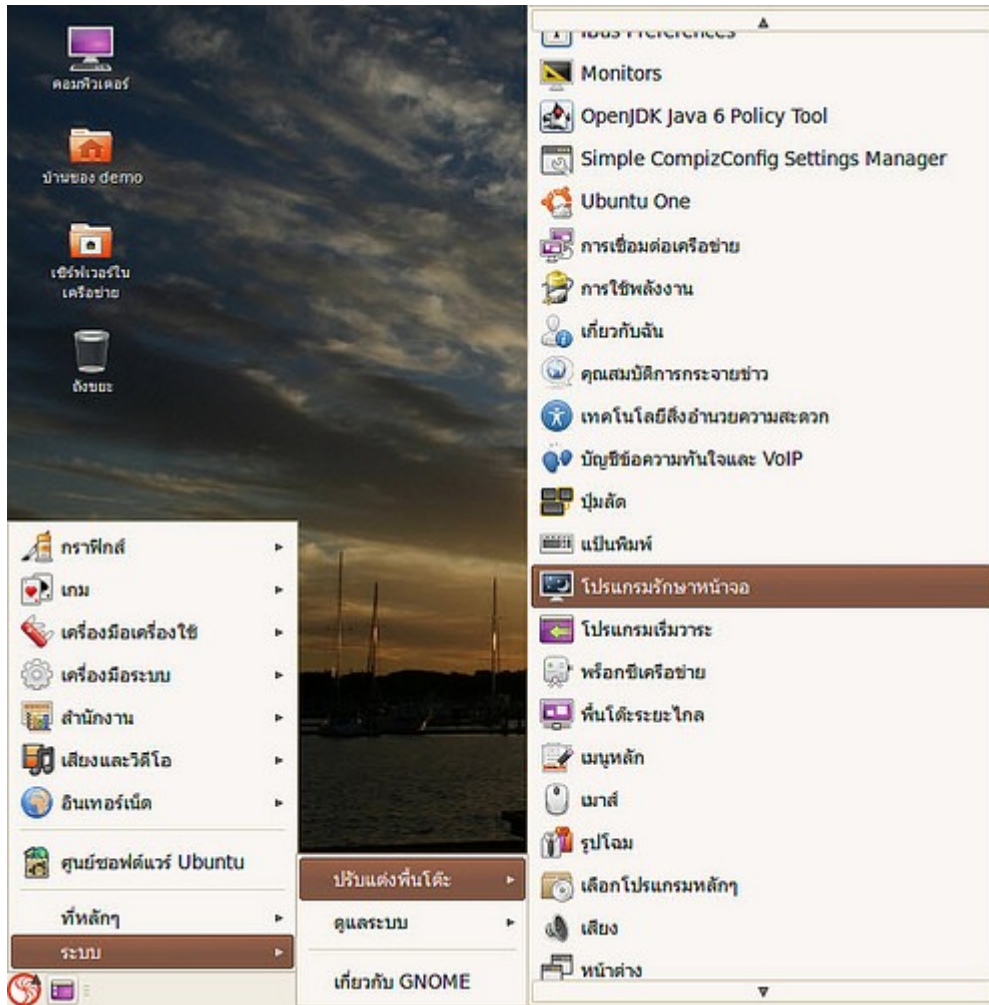 คอมพิวเตอร์
บ้านของ demo
เซิร์ฟเวอร์ใน
เครือข่าย
ถังขยะ
กราฟิกส์
เกม
เครื่องมือเครื่องใช้
เครื่องมือระบบ
สำนักงาน
เสียงและวิดีโอ
อินเทอร์เน็ต
ศูนย์ซอฟต์แวร์ Ubuntu
ที่หลักๆ
ระบบ
ปรับแต่งพื้นโต๊ะ
ดูแลระบบ
เกี่ยวกับ GNOME
IBus Preferences
Monitors
OpenJDK Java 6 Policy Tool
Simple CompizConfig Settings Manager
Ubuntu One
การเชื่อมต่อเครือข่าย
การใช้พลังงาน
เกี่ยวกับฉัน
คุณสมบัติการกระจายข่าว
เทคโนโลยีสิ่งอำนวยความสะดวก
บัญชีข้อความทันใจและ VoIP
ปุ่มลัด
แป้นพิมพ์
โปรแกรมรักษาหน้าจอ
โปรแกรมเริ่มวาระ
พร็อกซีเครือข่าย
พื้นโต๊ะระยะไกล
เมนูหลัก
เมาส์
รูปโฉม
เลือกโปรแกรมหลักๆ
เสียง
หน้าต่าง